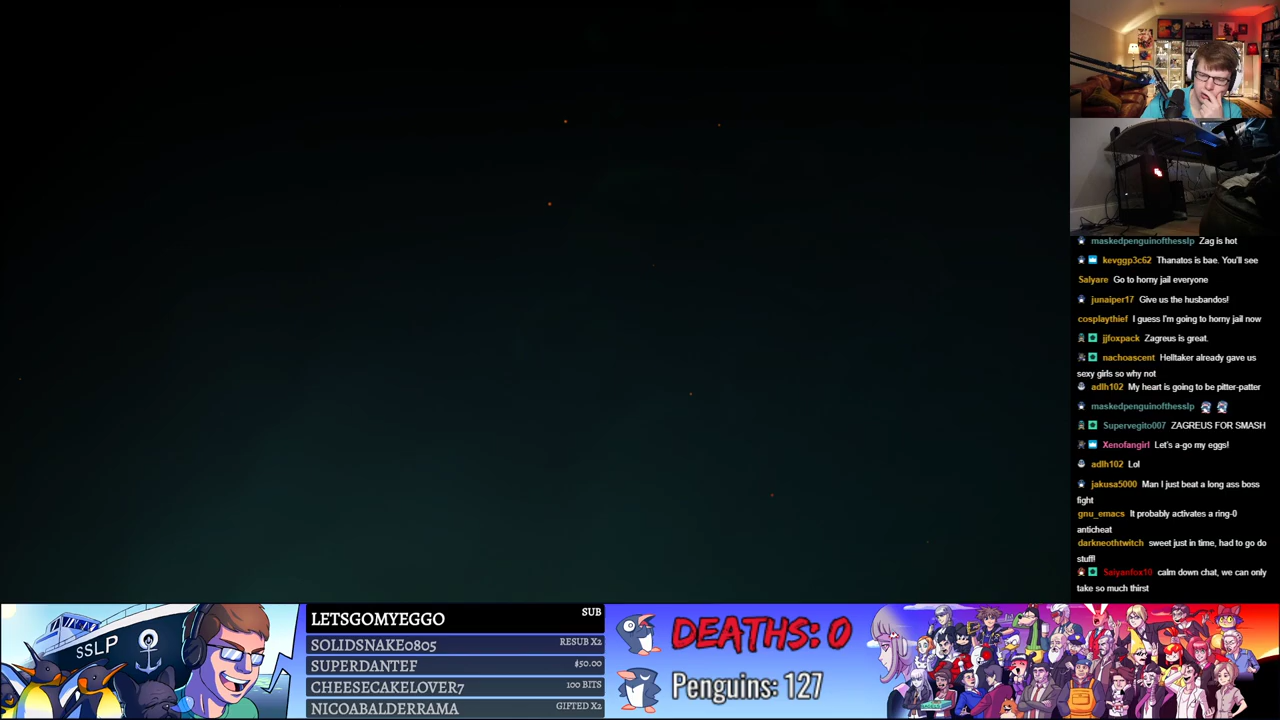 maskedpenguinofthesslp Zag is hot
kevggp3c62 Thanatos is bae. You'll see
Salyare Go to horny jail everyone
junaiper17 Give us the husbandos!
cosplaythief I guess I'm going to horny jail now
jjfoxpack Zagreus is great.
nachoascent Helltaker already gave us
sexy girls so why not
adlh102 My heart is going to be pitter-patter
maskedpenguinofthesslp
Supervegito007 ZAGREUS FOR SMASH
Xenofangirl Let's a-go my eggs!
adlh102 Lol
jakusa5000 Man I just beat a long ass boss
fight
gnu_emacs It probably activates a ring-0
anticheat
darkneothtwitch sweet just in time, had to go do
stuff!
Saiyanfox10 calm down chat, we can only
take so much thirst
SSLP
LETSGOMYEGGO SUB
SOLIDSNAKE0805 RESUB X2
SUPERDANTEF $50.00
CHEESECAKELOVER7 100 BITS
NICOABALDERRAMA GIFTED X2
DEATHS: 0
Penguins: 127